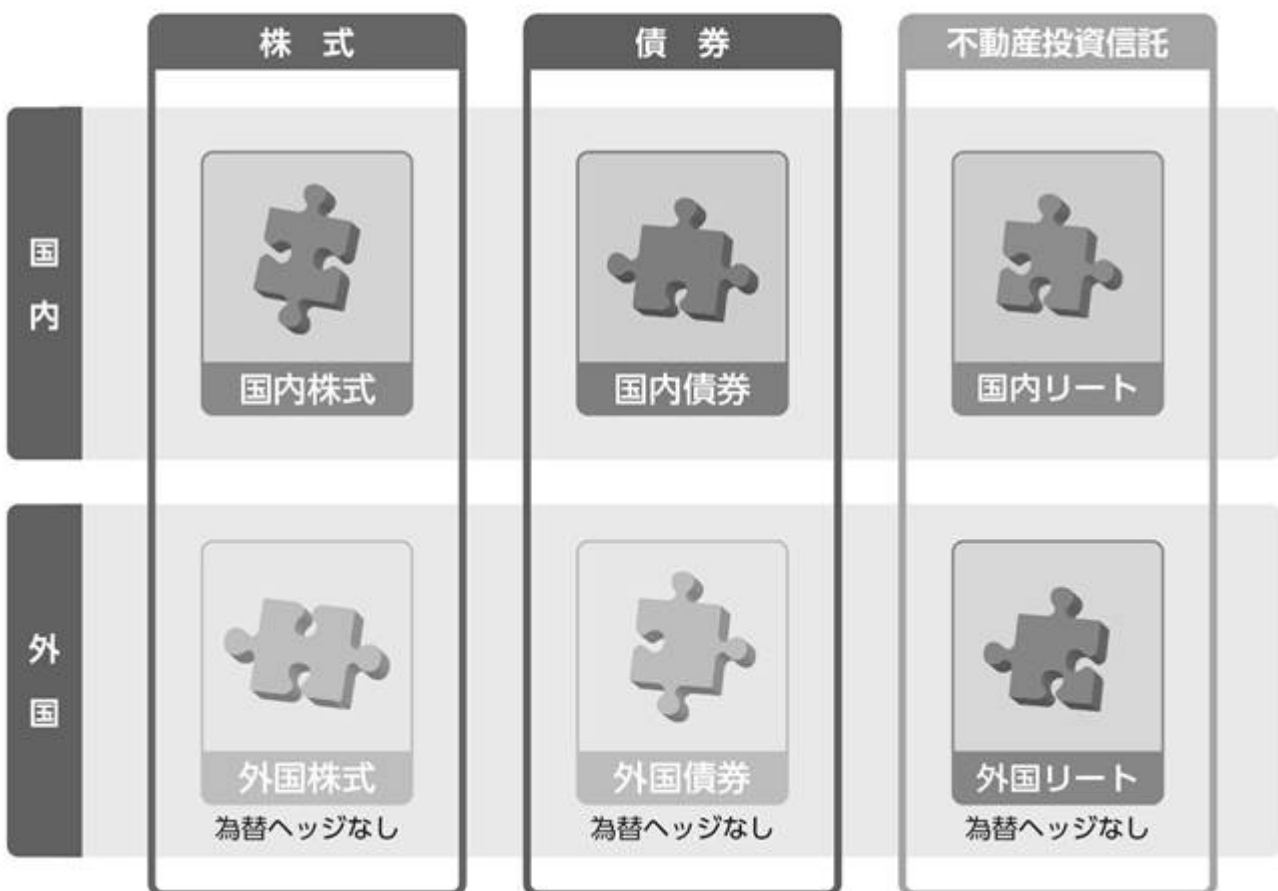 株 式
債 券
不動産投資信託
国内
国内株式
国内債券
国内リート
外国
外国株式
外国債券
外国リート
為替ヘッジなし
為替ヘッジなし
為替ヘッジなし